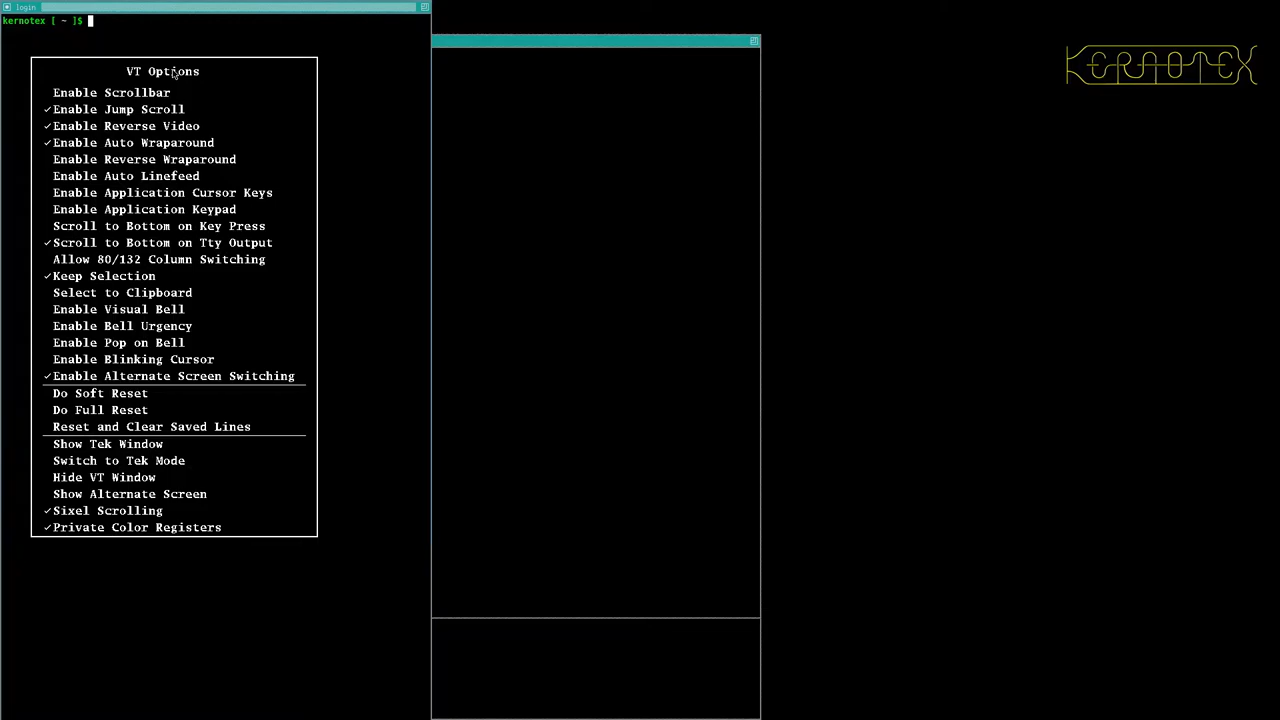 login
kernotex [ ~ ]$
KERNOTEX
VT Options
Enable Scrollbar
✓Enable Jump Scroll
✓Enable Reverse Video
✓Enable Auto Wraparound
Enable Reverse Wraparound
Enable Auto Linefeed
Enable Application Cursor Keys
Enable Application Keypad
Scroll to Bottom on Key Press
✓Scroll to Bottom on Tty Output
Allow 80/132 Column Switching
✓Keep Selection
Select to Clipboard
Enable Visual Bell
Enable Bell Urgency
Enable Pop on Bell
Enable Blinking Cursor
✓Enable Alternate Screen Switching
Do Soft Reset
Do Full Reset
Reset and Clear Saved Lines
Show Tek Window
Switch to Tek Mode
Hide VT Window
Show Alternate Screen
✓Sixel Scrolling
✓Private Color Registers